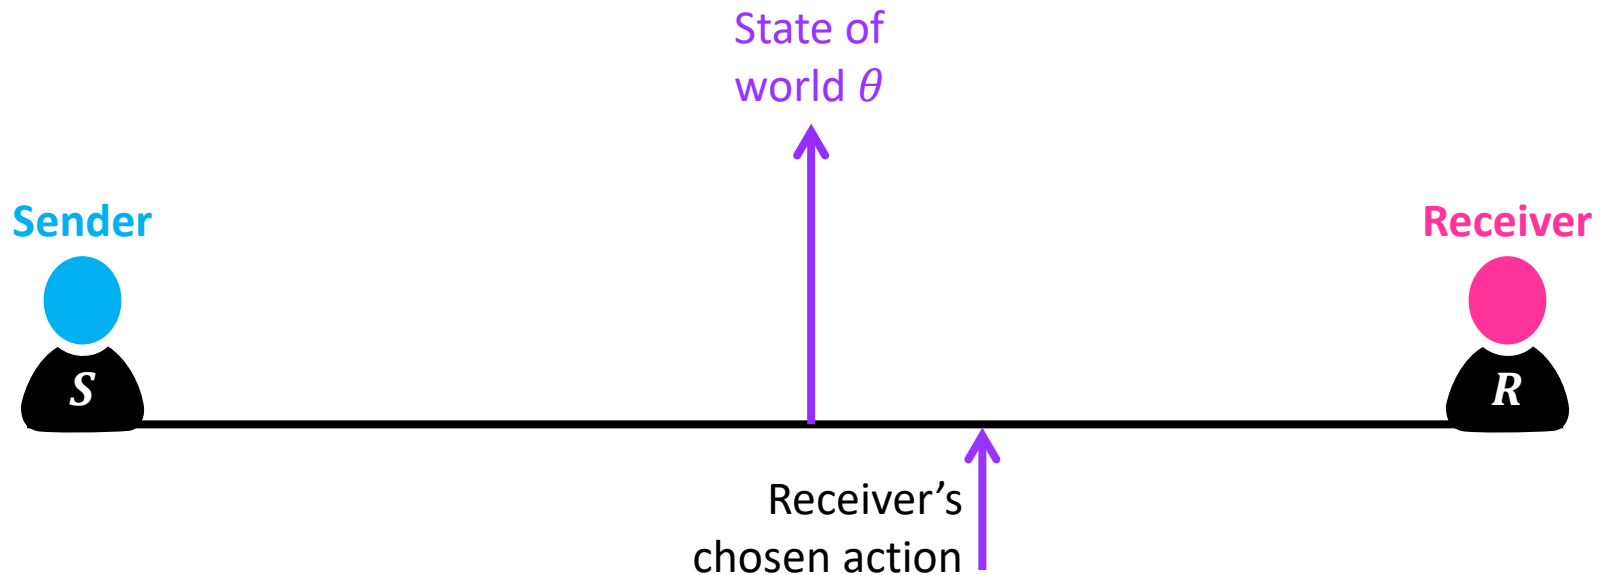 State of
world θ
Sender
Receiver
S
R
Receiver’s
chosen action